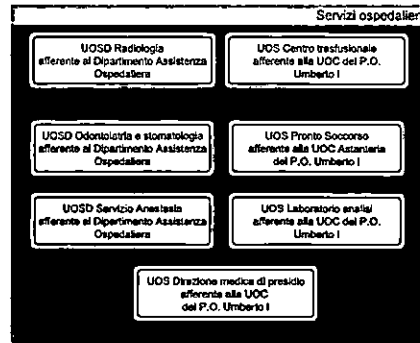 Servizi ospedalier
UOSD Radiologia
afferente al Dipartimento Assistenza
Ospedaliera
UOS Centro trasfusionale
afferente alla UOC del P.O.
Umberto I
UOSD Odontoiatria e stomatologia
afferente al Dipartimento Assistenza
Ospedaliera
UOS Pronto Soccorso
afferente alla UOC Astanteria
del P.O. Umberto I
UOSD Servizio Anestesia
afferente al Dipartimento Assistenza
Ospedaliera
UOS Laboratorio analisi
afferente alla UOC del P.O.
Umberto I
UOS Direzione medica di presidio
afferente alla UOC
del P.O. Umberto I